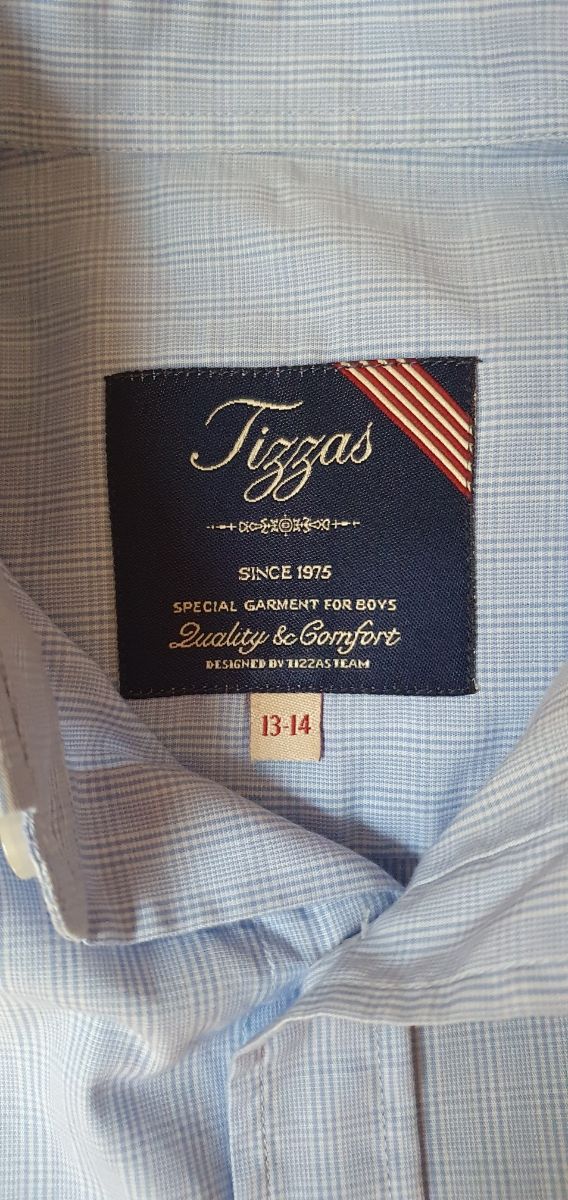 Tizzas
SINCE 1975
SPECIAL GARMENT FOR BOYS
Quality & Comfort
DESIGNED BY TIZZAS TEAM
13-14